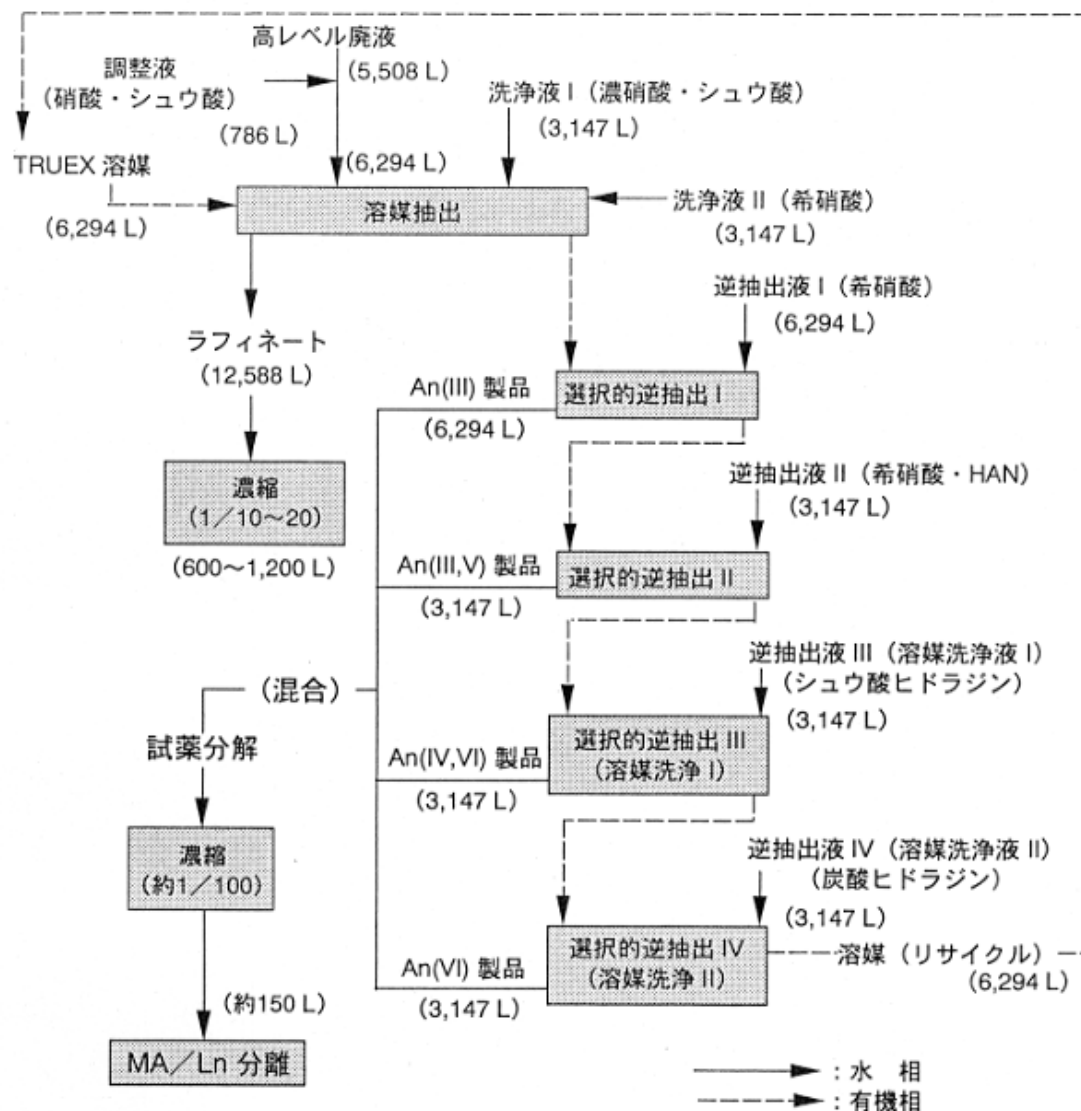 高レベル廃液
(5,508 L)
調整液
(硝酸・シュウ酸)
(786 L)
洗浄液 I (濃硝酸・シュウ酸)
(3,147 L)
TRUEX 溶媒
(6,294 L)
(6,294 L)
溶媒抽出
洗浄液 II (希硝酸)
(3,147 L)
逆抽出液 I (希硝酸)
(6,294 L)
ラフィネート
(12,588 L)
An(III) 製品
(6,294 L)
選択的逆抽出 I
濃縮
(1/10～20)
(600～1,200 L)
逆抽出液 II (希硝酸・HAN)
(3,147 L)
An(III,V) 製品
(3,147 L)
選択的逆抽出 II
逆抽出液 III (溶媒洗浄液 I)
(シュウ酸ヒドラジン)
(3,147 L)
(混合)
試薬分解
An(IV,VI) 製品
(3,147 L)
選択的逆抽出 III
(溶媒洗浄 I)
濃縮
(約1/100)
逆抽出液 IV (溶媒洗浄液 II)
(炭酸ヒドラジン)
(3,147 L)
An(VI) 製品
(3,147 L)
選択的逆抽出 IV
(溶媒洗浄 II)
溶媒 (リサイクル)
(6,294 L)
(約150 L)
MA/Ln 分離
:水 相
:有機相